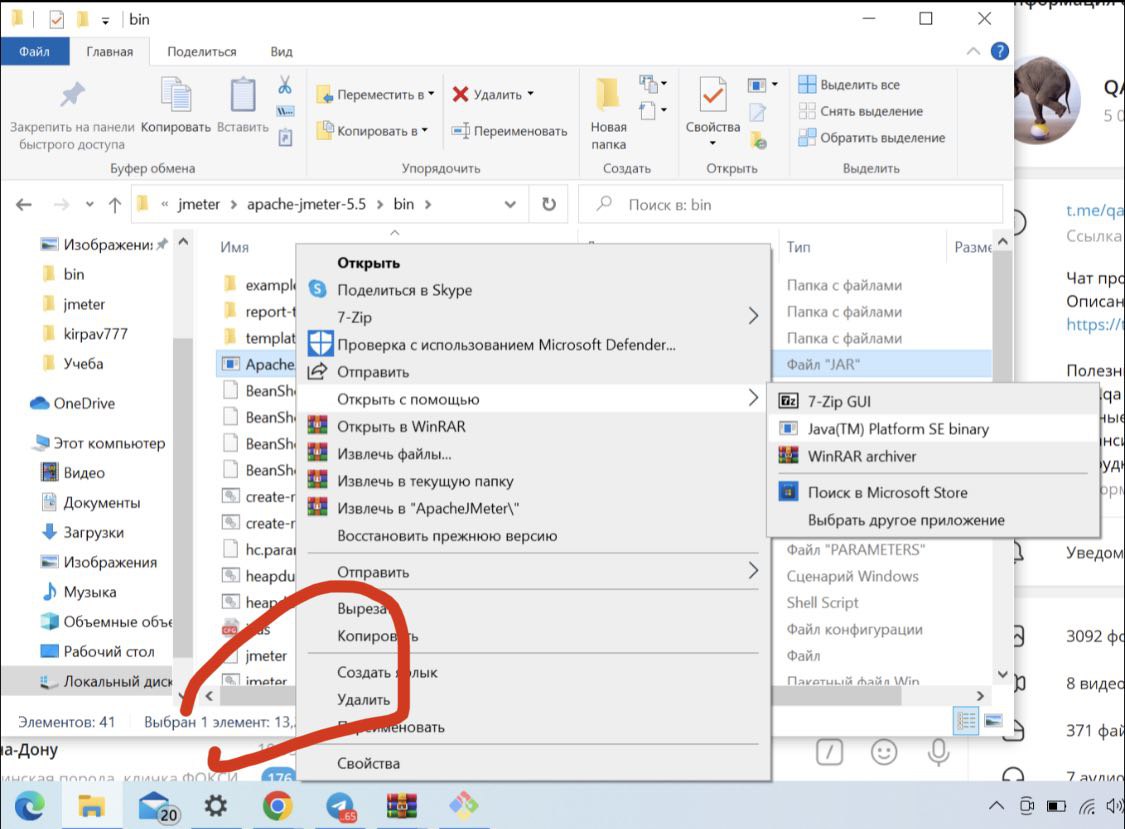 bin
Файл Главная Поделиться Вид
Закрепить на панели быстрого доступа
Копировать
Вставить
Буфер обмена
Переместить в
Копировать в
Удалить
Переименовать
Упорядочить
Новая папка
Создать
Свойства
Открыть
Выделить все
Снять выделение
Обратить выделение
Выделить
« jmeter > apache-jmeter-5.5 > bin >
Поиск в: bin
Изображени
bin
jmeter
kirpav777
Учеба
OneDrive
Этот компьютер
Видео
Документы
Загрузки
Изображения
Музыка
Объемные объе
Рабочий стол
Локальный диск
Имя
Тип
Разме
example
report-t
templat
Apache
BeanShe
BeanShe
BeanShe
BeanShe
create-r
create-r
hc.para
heapdu
heap
jmeter
jmeter
Папка с файлами
Папка с файлами
Папка с файлами
Файл "JAR"
Файл "PARAMETERS"
Сценарий Windows
Shell Script
Файл конфигурации
Файл
Пакетный файл Win
Открыть
Поделиться в Skype
7-Zip
Проверка с использованием Microsoft Defender...
Отправить
Открыть с помощью
Открыть в WinRAR
Извлечь файлы...
Извлечь в текущую папку
Извлечь в "ApacheJMeter\"
Восстановить прежнюю версию
Отправить
Вырезать
Копировать
Создать ярлык
Удалить
Переименовать
Свойства
7-Zip GUI
Java(TM) Platform SE binary
WinRAR archiver
Поиск в Microsoft Store
Выбрать другое приложение
Элементов: 41 Выбран 1 элемент: 13,
на-Дону
инская порода, кличка ФОКСИ
176
QA
5 0
t.me/qa
Ссылка
Чат про
Описан
https://t
Полезн
Уведом
3092 фо
8 видео
371 фай
7 аудио
20
65